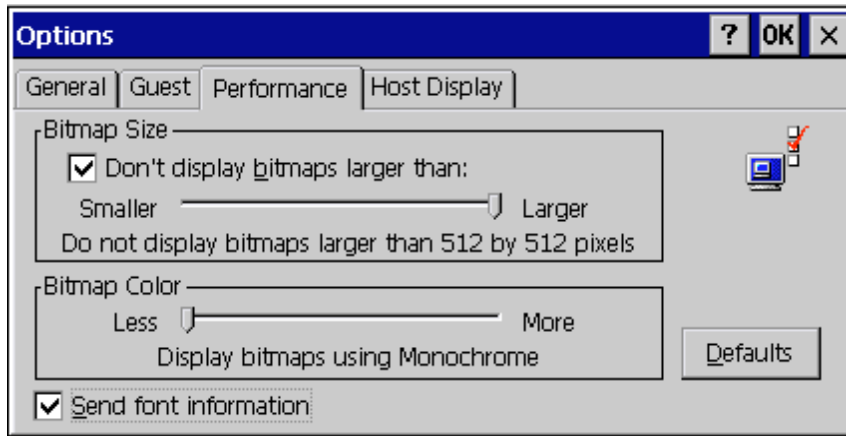 Options ? OK ×
General Guest Performance Host Display
Bitmap Size
Don't display bitmaps larger than:
Smaller Larger
Do not display bitmaps larger than 512 by 512 pixels
Bitmap Color
Less More
Display bitmaps using Monochrome
Defaults
Send font information